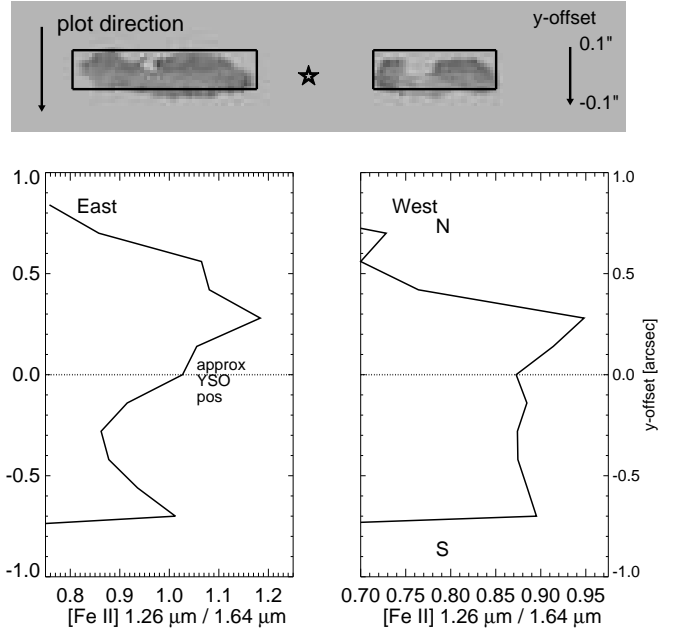 plot direction
y-offset
0.1"
-0.1"
1.0
East
0.5
0.0
approx
YSO
pos
-0.5
-1.0
0.8 0.9 1.0 1.1 1.2
[Fe II] 1.26 μm / 1.64 μm
West
N
S
1.0
0.5
0.0
-0.5
-1.0
y-offset [arcsec]
0.70 0.75 0.80 0.85 0.90 0.95
[Fe II] 1.26 μm / 1.64 μm